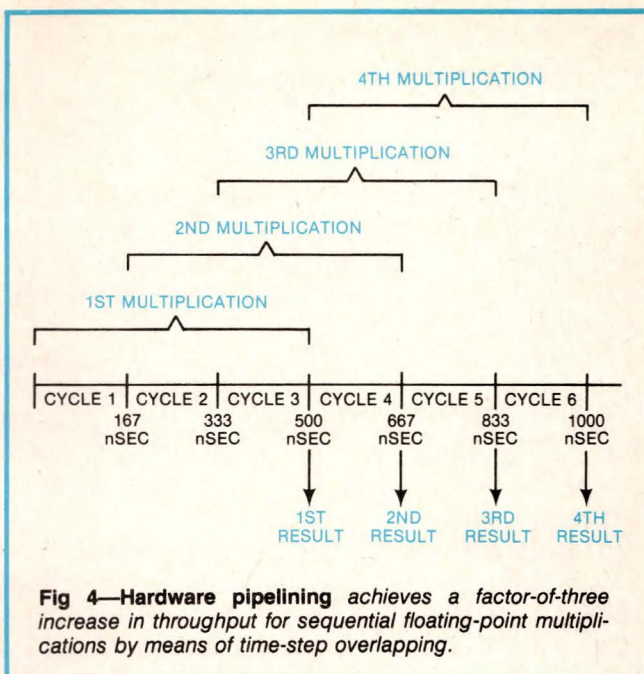 4TH MULTIPLICATION
3RD MULTIPLICATION
2ND MULTIPLICATION
1ST MULTIPLICATION
CYCLE 1 CYCLE 2 CYCLE 3 CYCLE 4 CYCLE 5 CYCLE 6
167 333 500 667 833 1000
nSEC nSEC nSEC nSEC nSEC nSEC
1ST 2ND 3RD 4TH
RESULT RESULT RESULT RESULT
Fig 4—Hardware pipelining achieves a factor-of-three
increase in throughput for sequential floating-point multipli-
cations by means of time-step overlapping.